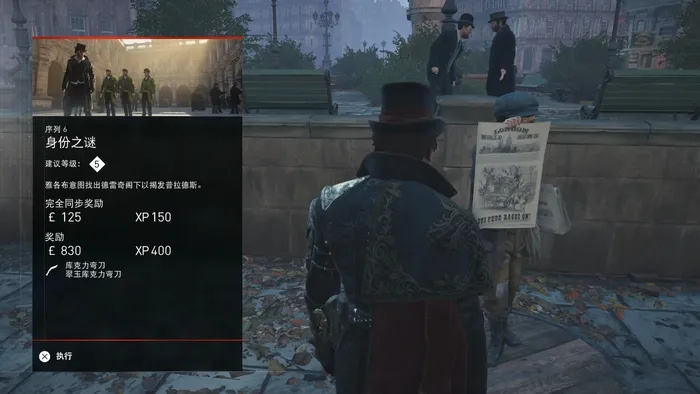 序列 6
身份之谜
建议等级： 5
雅各布意图找出德雷奇阁下以揭发普拉德斯。
完全同步奖励
￡ 125 XP 150
奖励
￡ 830 XP 400
库克力弯刀
翠玉库克力弯刀
执行
LONDON